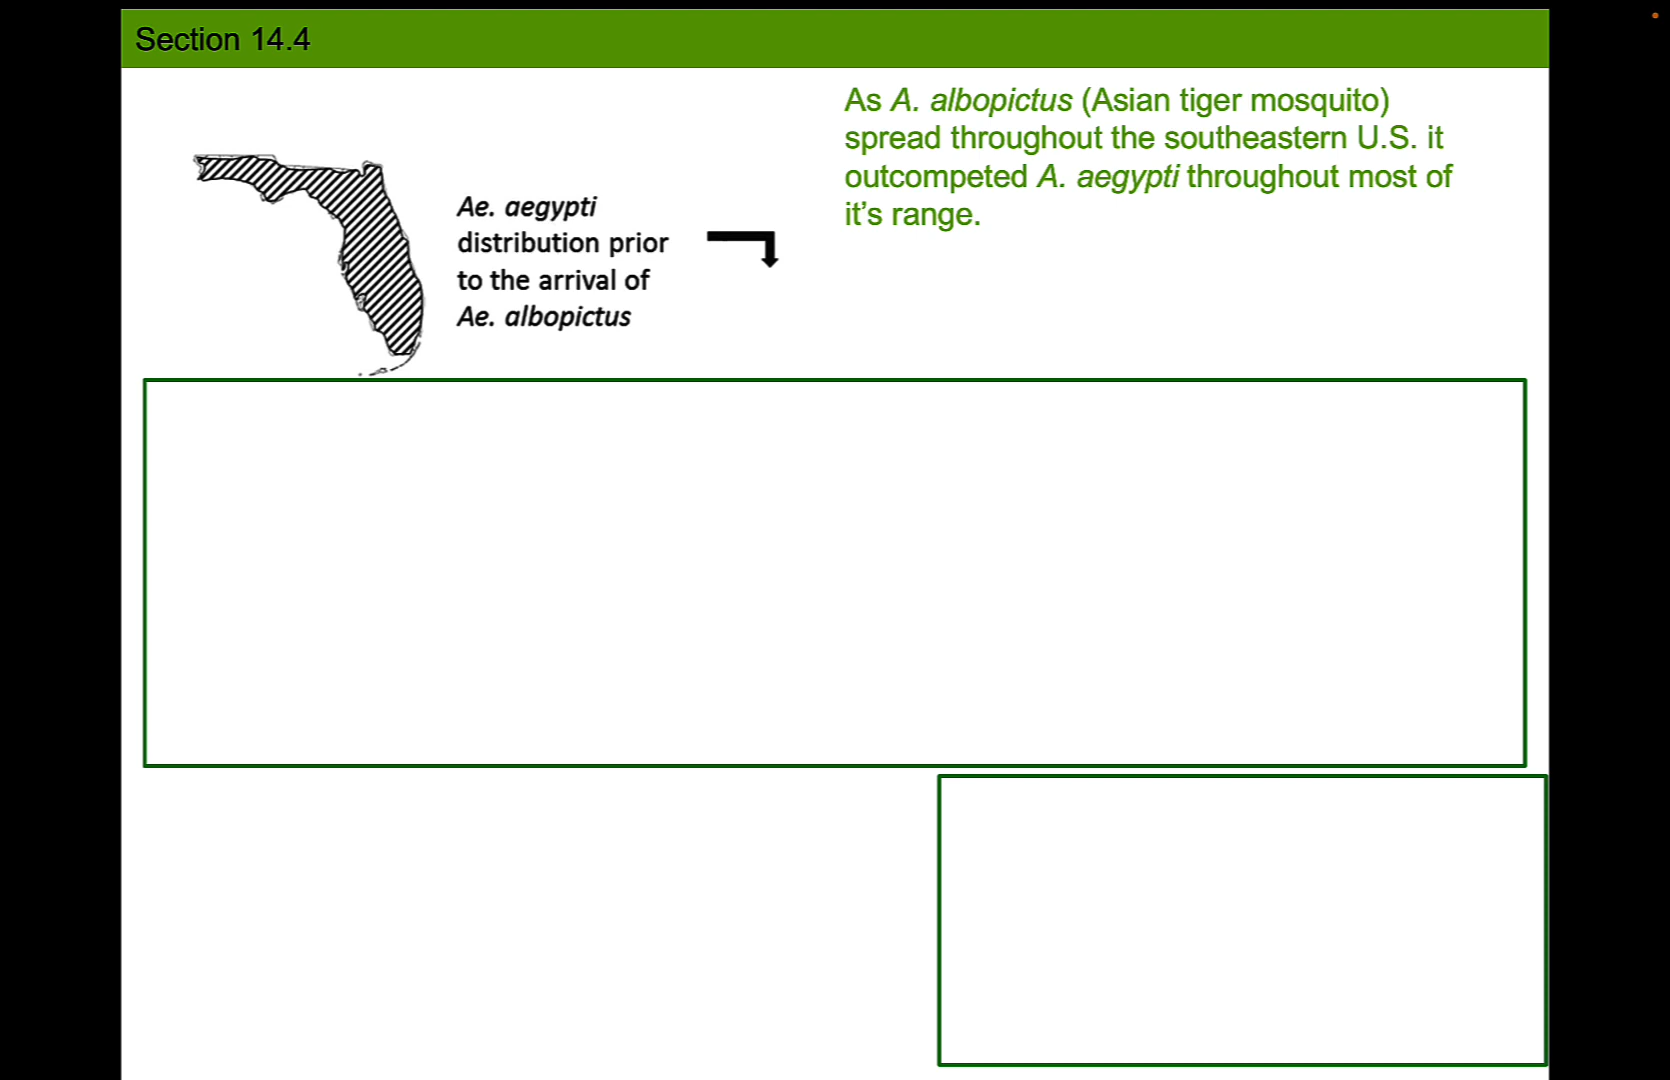 Section 14.4
As A. albopictus (Asian tiger mosquito)
spread throughout the southeastern U.S. it
outcompeted A. aegypti throughout most of
it’s range.
Ae. aegypti
distribution prior
to the arrival of
Ae. albopictus